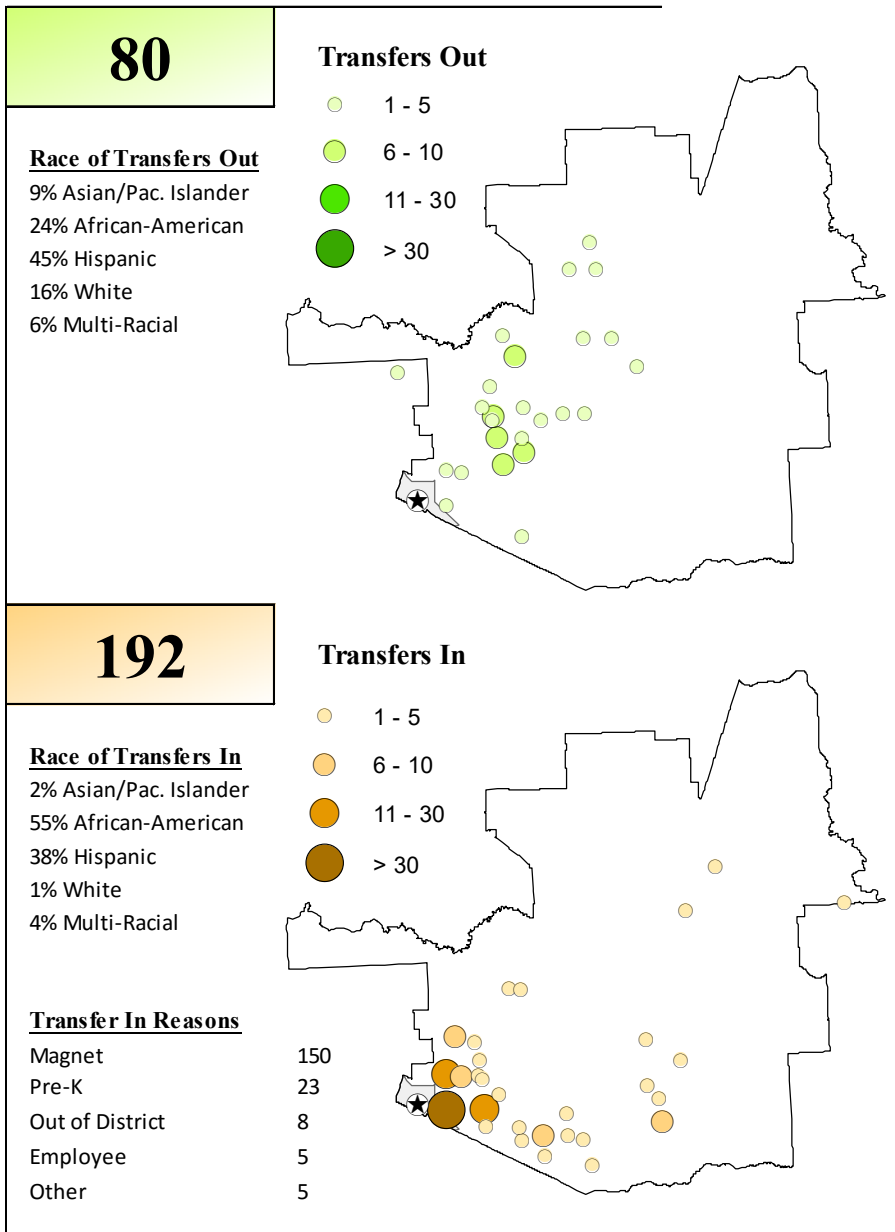 80
Race of Transfers Out
9% Asian/Pac. Islander
24% African-American
45% Hispanic
16% White
6% Multi-Racial
Transfers Out
1 - 5
6 - 10
11 - 30
> 30
192
Race of Transfers In
2% Asian/Pac. Islander
55% African-American
38% Hispanic
1% White
4% Multi-Racial
Transfer In Reasons
Magnet 150
Pre-K 23
Out of District 8
Employee 5
Other 5
Transfers In
1 - 5
6 - 10
11 - 30
> 30